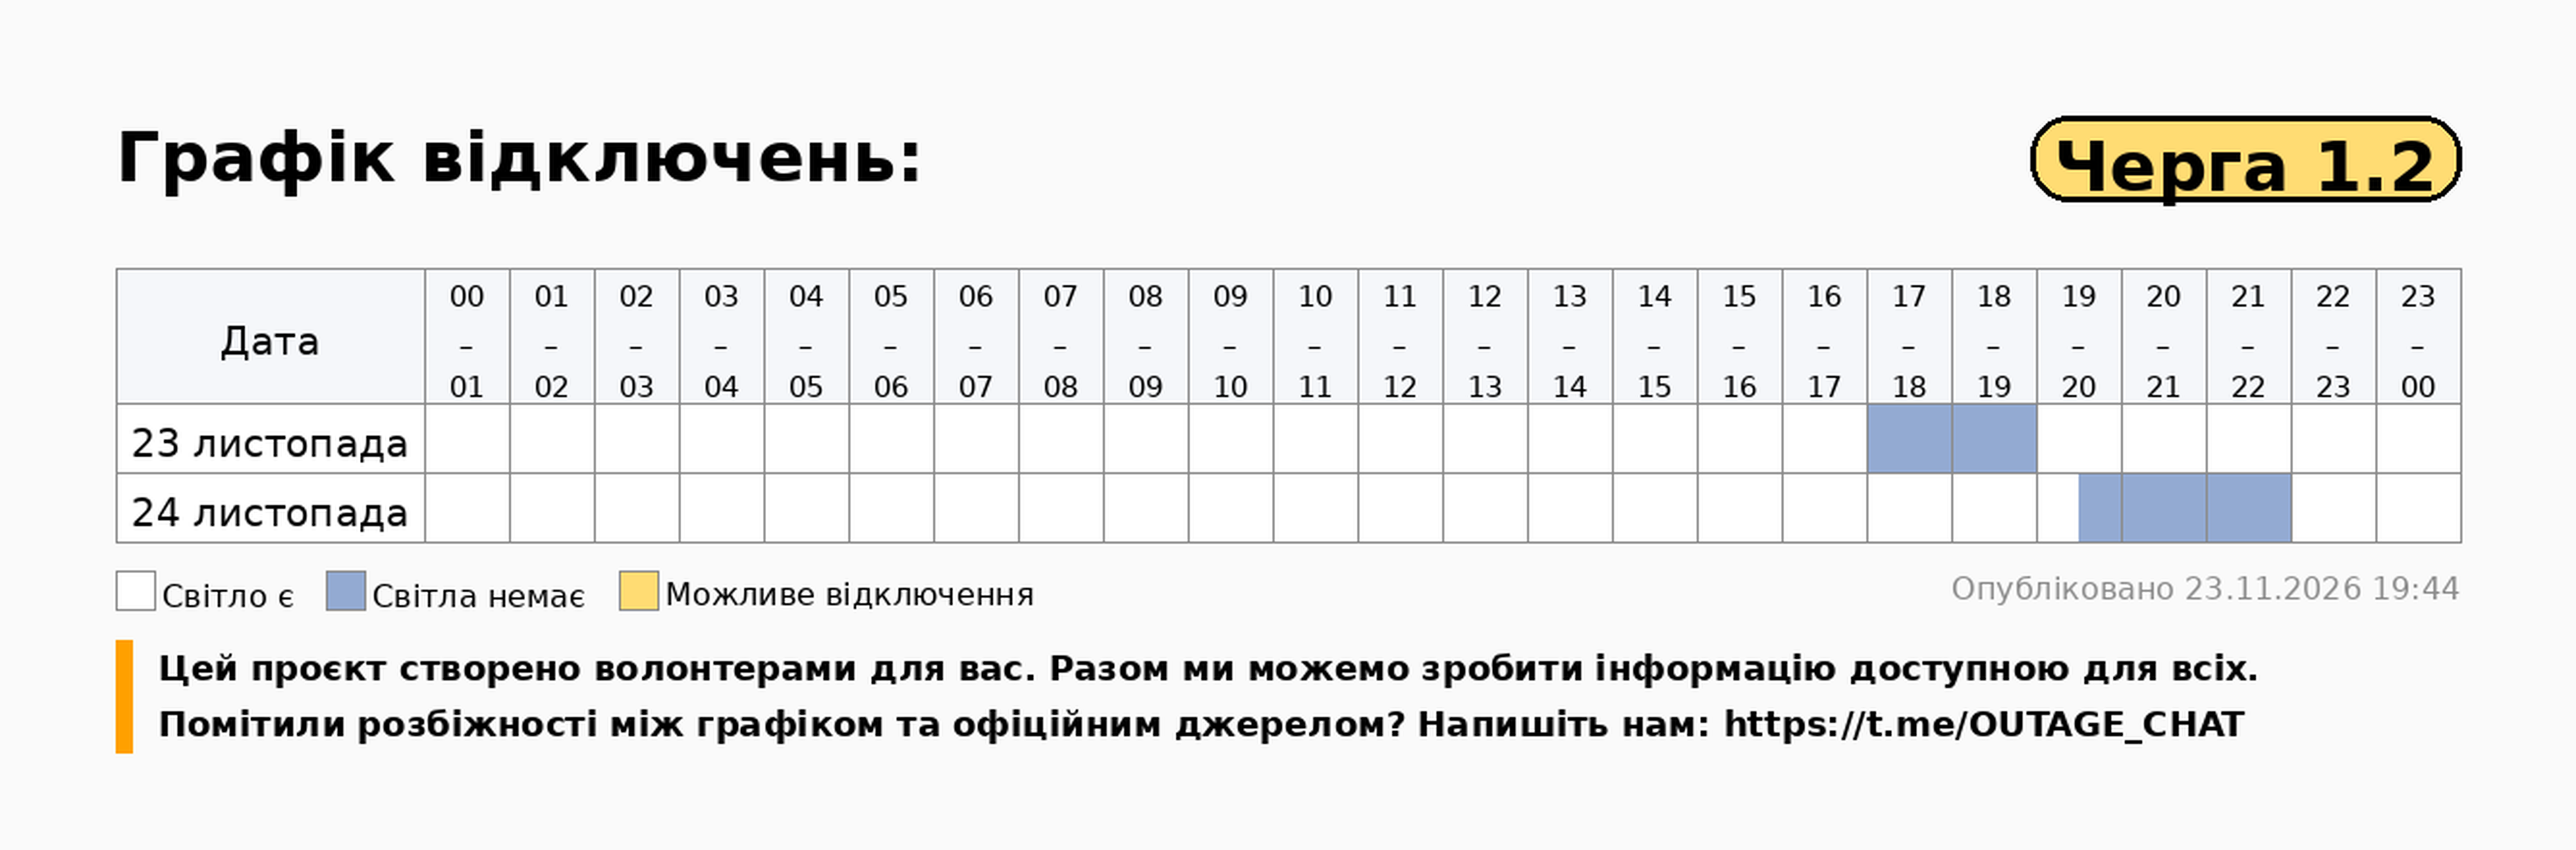 Графік відключень:
Черга 1.2
Дата
00 – 01
01 – 02
02 – 03
03 – 04
04 – 05
05 – 06
06 – 07
07 – 08
08 – 09
09 – 10
10 – 11
11 – 12
12 – 13
13 – 14
14 – 15
15 – 16
16 – 17
17 – 18
18 – 19
19 – 20
20 – 21
21 – 22
22 – 23
23 – 00
23 листопада
24 листопада
Світло є
Світла немає
Можливе відключення
Опубліковано 23.11.2026 19:44
Цей проєкт створено волонтерами для вас. Разом ми можемо зробити інформацію доступною для всіх.
Помітили розбіжності між графіком та офіційним джерелом? Напишіть нам: https://t.me/OUTAGE_CHAT